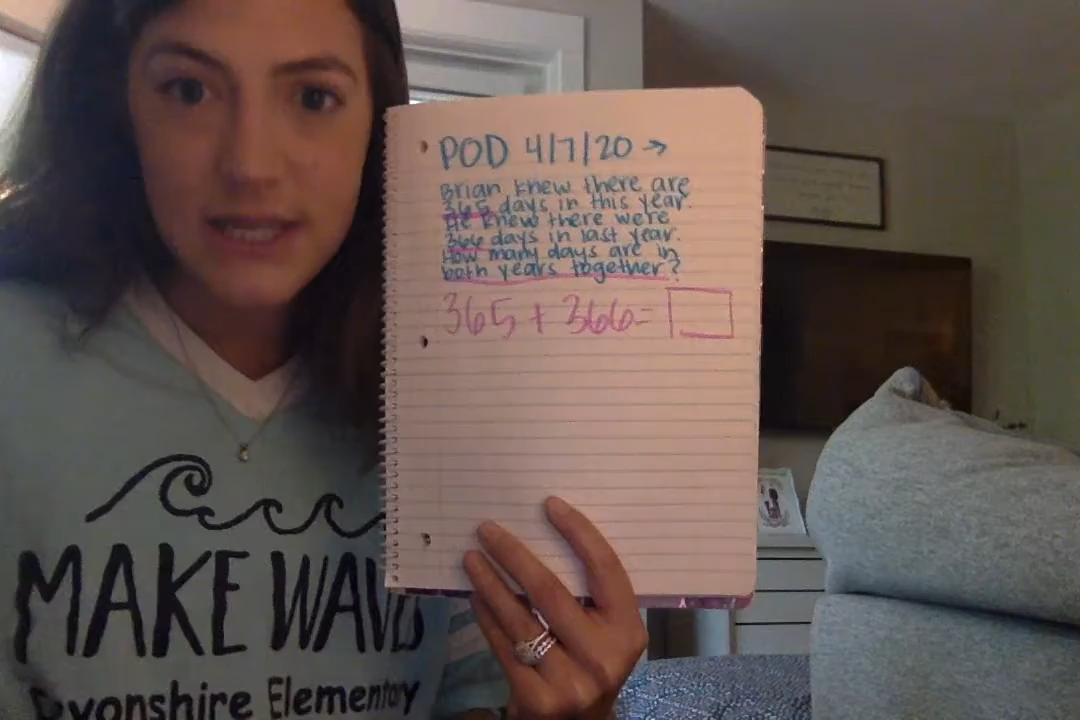 POD 4/7/20 →
Brian knew there are
365 days in this year.
He knew there were
366 days in last year.
How many days are in
both years together?
365 + 366 =
MAKE WAVES
Devonshire Elementary